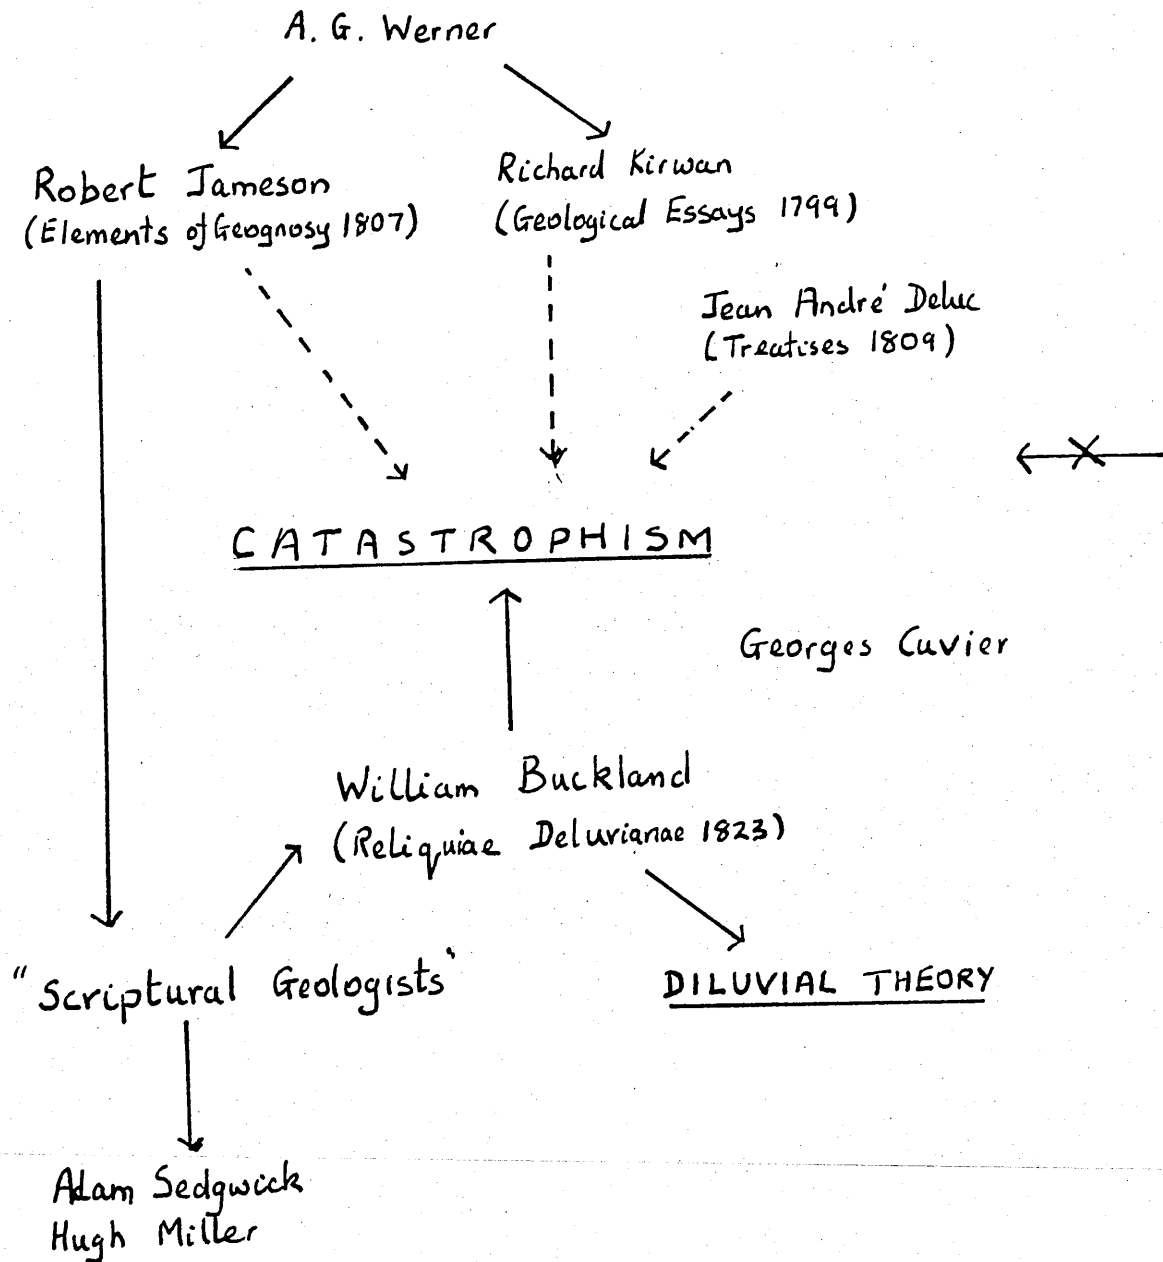 A. G. Werner
Robert Jameson
(Elements of Geognosy 1807)
Richard Kirwan
(Geological Essays 1799)
Jean André Deluc
(Treatises 1809)
CATASTROPHISM
Georges Cuvier
William Buckland
(Reliquiae Deluvianae 1823)
"Scriptural Geologists"
DILUVIAL THEORY
Adam Sedgwick
Hugh Miller